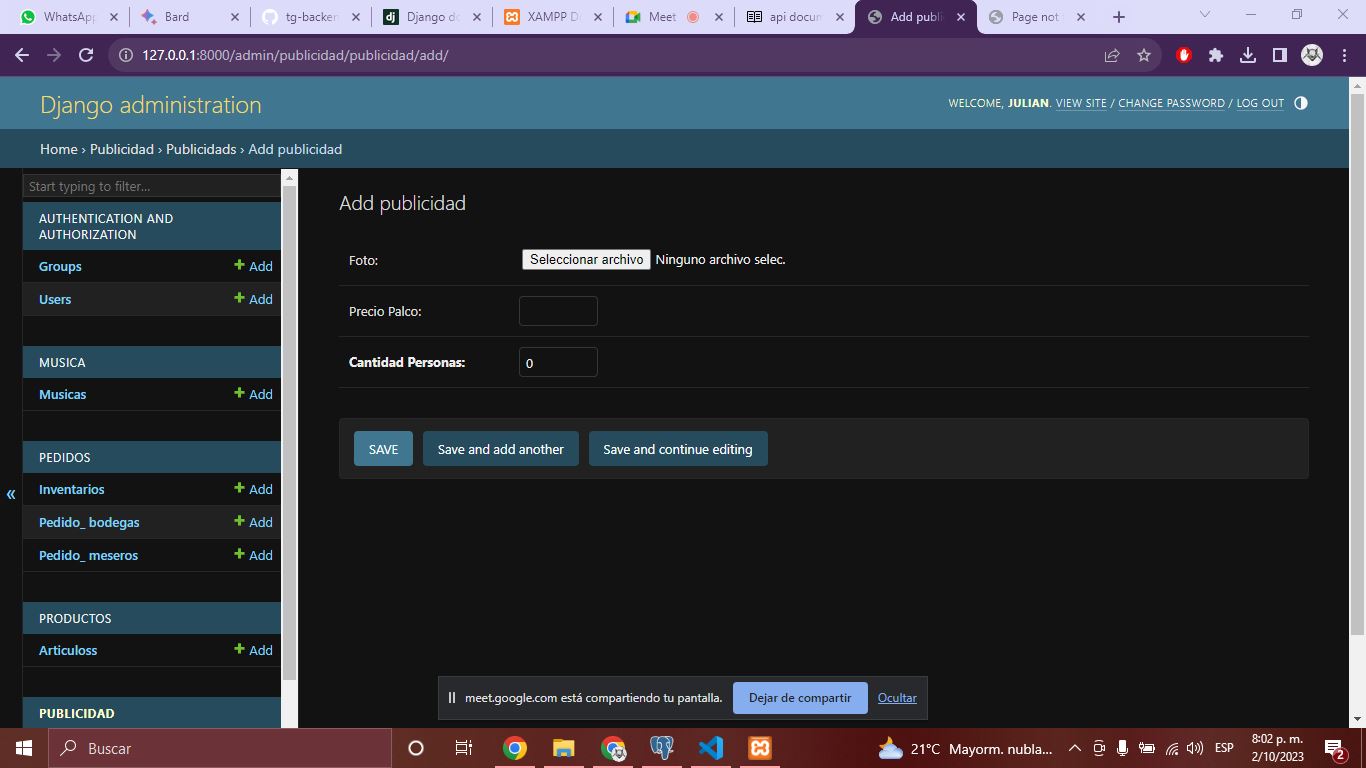 WhatsApp
Bard
tg-backen
Django do
XAMPP D
Meet
api docum
Add publi
Page not
127.0.0.1:8000/admin/publicidad/publicidad/add/
Django administration
WELCOME, JULIAN. VIEW SITE / CHANGE PASSWORD / LOG OUT
Home › Publicidad › Publicidads › Add publicidad
Start typing to filter...
AUTHENTICATION AND
AUTHORIZATION
Groups + Add
Users + Add
MUSICA
Musicas + Add
PEDIDOS
Inventarios + Add
Pedido_ bodegas + Add
Pedido_ meseros + Add
PRODUCTOS
Articuloss + Add
PUBLICIDAD
«
Add publicidad
Foto: Seleccionar archivo Ninguno archivo selec.
Precio Palco:
Cantidad Personas: 0
SAVE Save and add another Save and continue editing
meet.google.com está compartiendo tu pantalla. Dejar de compartir Ocultar
Buscar
21°C Mayorm. nubla...
ESP
8:02 p. m.
2/10/2023
2